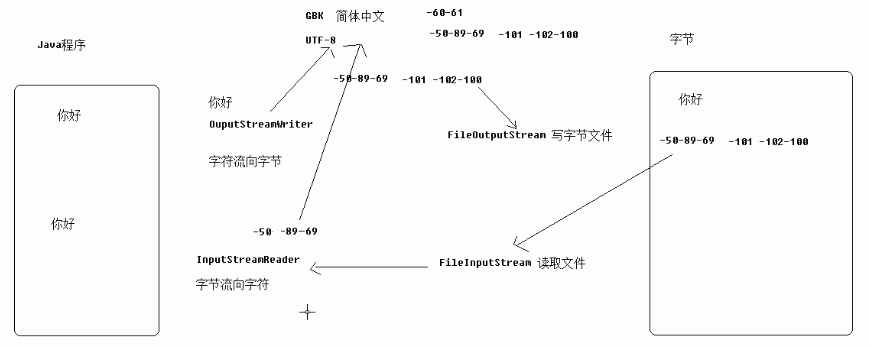 GBK 简体中文 -60-61
Java程序
UTF-8 -50-89-69 -101 -102-100
字节
-50-89-69 -101 -102-100
你好
你好
你好
OuputStreamWriter
FileOutputStream 写字节文件
-50-89-69 -101 -102-100
字符流向字节
你好
-50 -89-69
InputStreamReader
FileInputStream 读取文件
字节流向字符